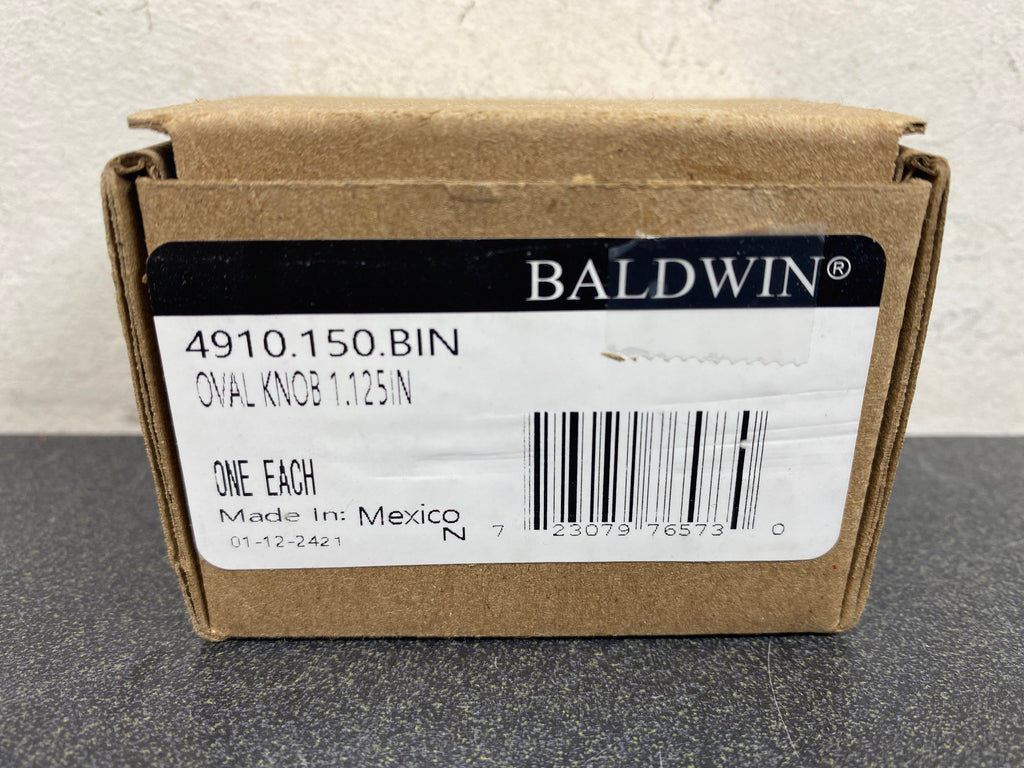 BALDWIN®
4910.150.BIN
OVAL KNOB 1.125IN
ONE EACH
Made In: Mexico
N
01-12-2421
7 23079 76573 0